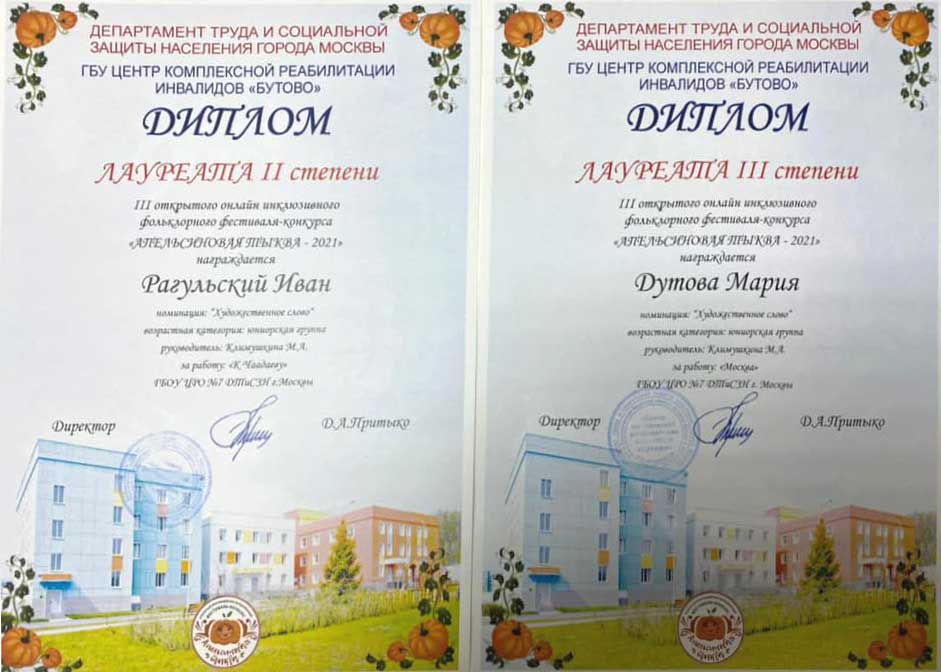 ДЕПАРТАМЕНТ ТРУДА И СОЦИАЛЬНОЙ
ЗАЩИТЫ НАСЕЛЕНИЯ ГОРОДА МОСКВЫ
ГБУ ЦЕНТР КОМПЛЕКСНОЙ РЕАБИЛИТАЦИИ
ИНВАЛИДОВ «БУТОВО»
ДИПЛОМ
ЛАУРЕАТА II степени
III открытого онлайн инклюзивного
фольклорного фестиваля-конкурса
«АПЕЛЬСИНОВАЯ ТЫКВА - 2021»
награждается
Рагульский Иван
номинация: "Художественное слово"
возрастная категория: юниорская группа
руководитель: Климушкина М.А.
за работу: «К Чаадаеву»
ГБОУ ЦРО №7 ДТиСЗН г.Москвы
Директор
Д.А.Притыко
ДЕПАРТАМЕНТ ТРУДА И СОЦИАЛЬНОЙ
ЗАЩИТЫ НАСЕЛЕНИЯ ГОРОДА МОСКВЫ
ГБУ ЦЕНТР КОМПЛЕКСНОЙ РЕАБИЛИТАЦИИ
ИНВАЛИДОВ «БУТОВО»
ДИПЛОМ
ЛАУРЕАТА III степени
III открытого онлайн инклюзивного
фольклорного фестиваля-конкурса
«АПЕЛЬСИНОВАЯ ТЫКВА - 2021»
награждается
Дутова Мария
номинация: "Художественное слово"
возрастная категория: юниорская группа
руководитель: Климушкина М.А.
за работу: «Москва»
ГБОУ ЦРО №7 ДТиСЗН г. Москвы
Директор
Д.А.Притыко